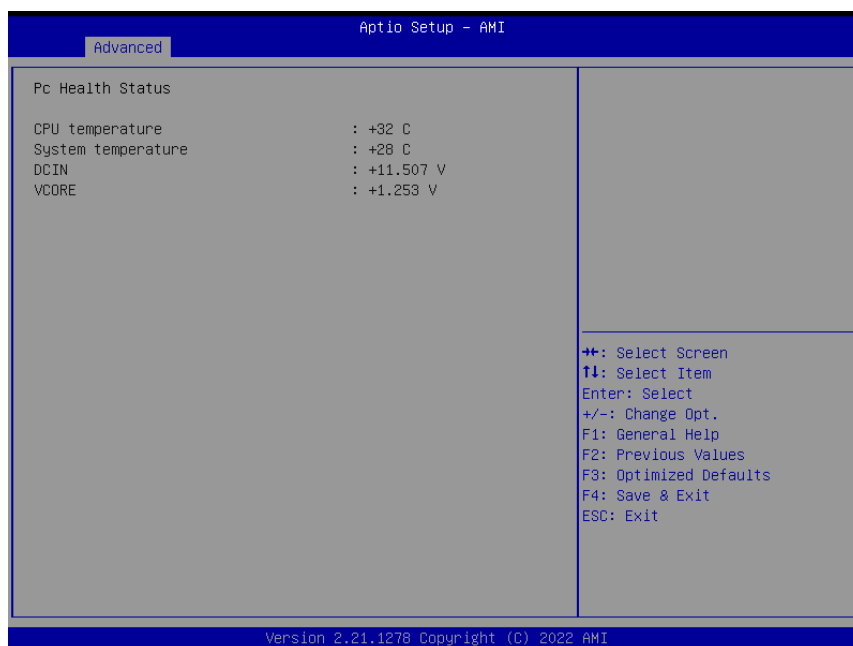 Aptio Setup - AMI
Advanced
Pc Health Status
CPU temperature : +32 C
System temperature : +28 C
DCIN : +11.507 V
VCORE : +1.253 V
→←: Select Screen
↑↓: Select Item
Enter: Select
+/-: Change Opt.
F1: General Help
F2: Previous Values
F3: Optimized Defaults
F4: Save & Exit
ESC: Exit
Version 2.21.1278 Copyright (C) 2022 AMI